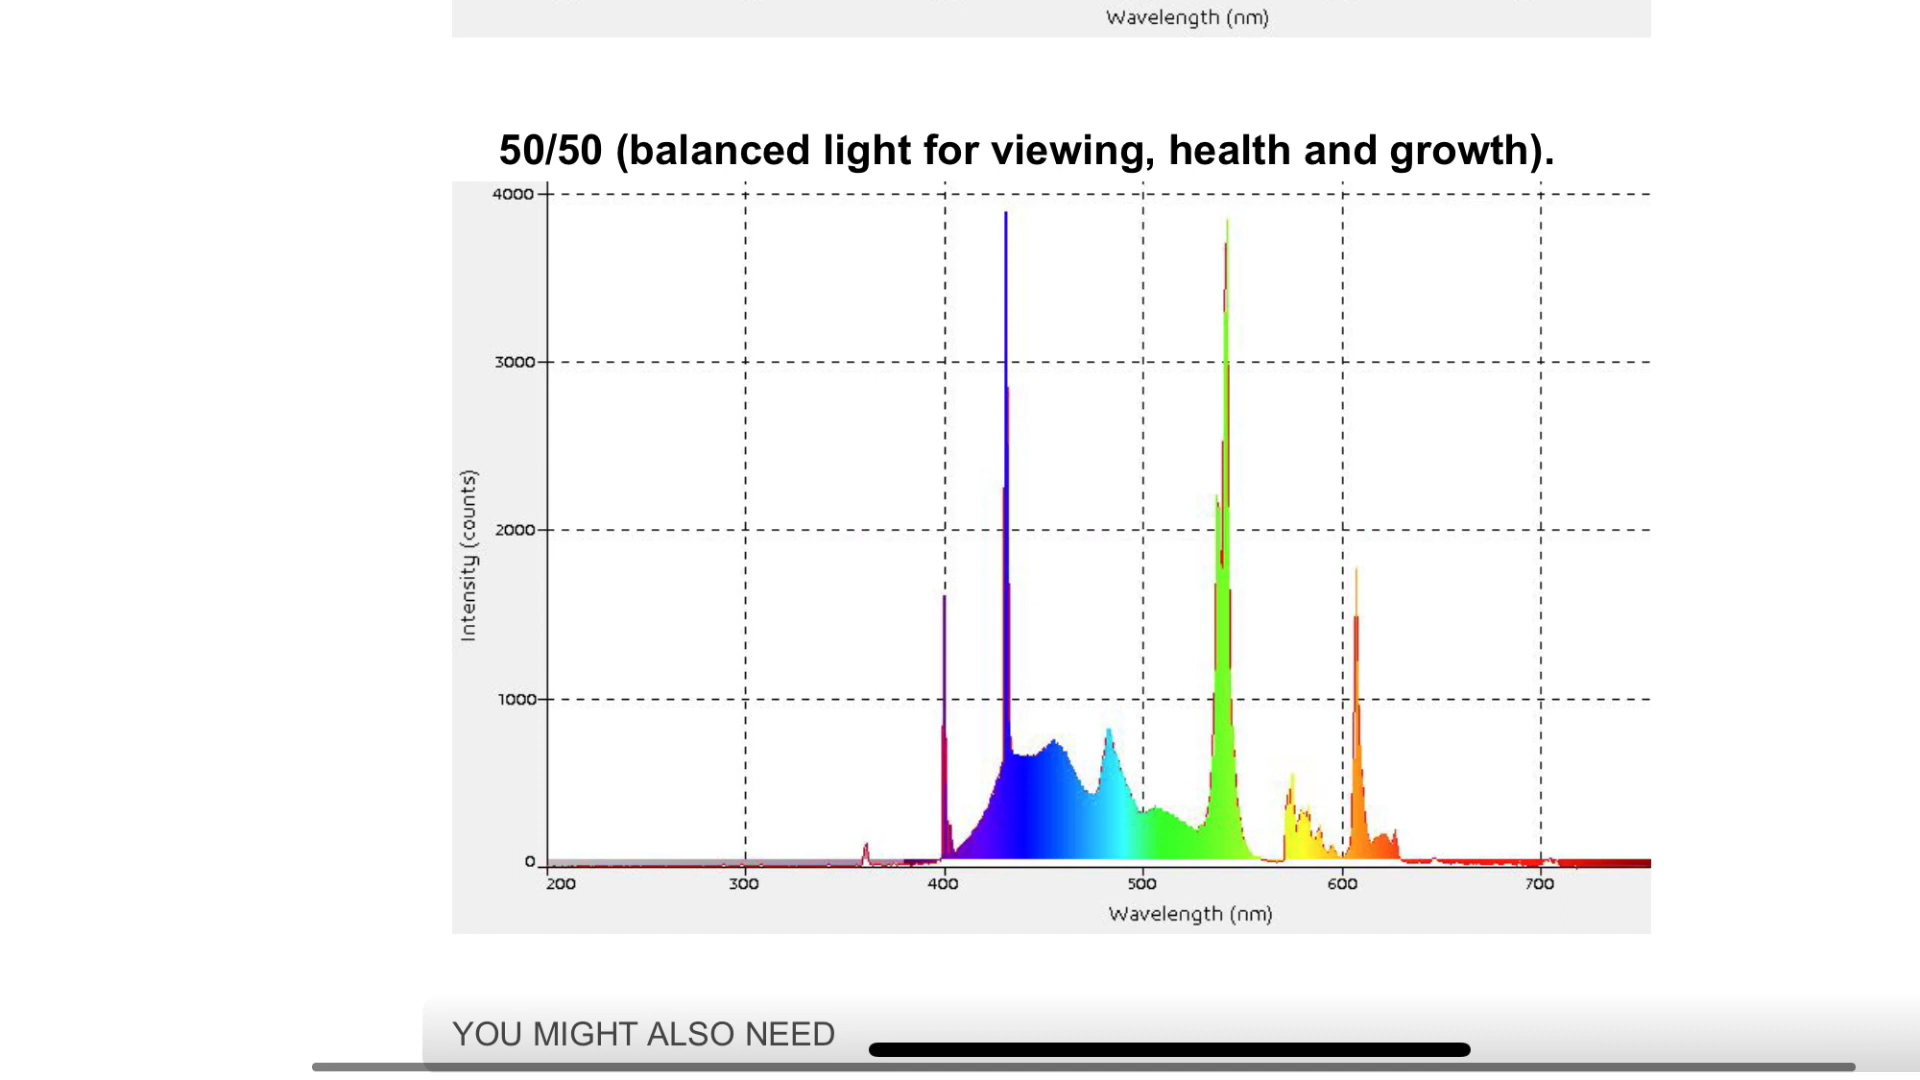 Wavelength (nm)
50/50 (balanced light for viewing, health and growth).
4000
3000
2000
1000
0
Intensity (counts)
200 300 400 500 600 700
Wavelength (nm)
YOU MIGHT ALSO NEED